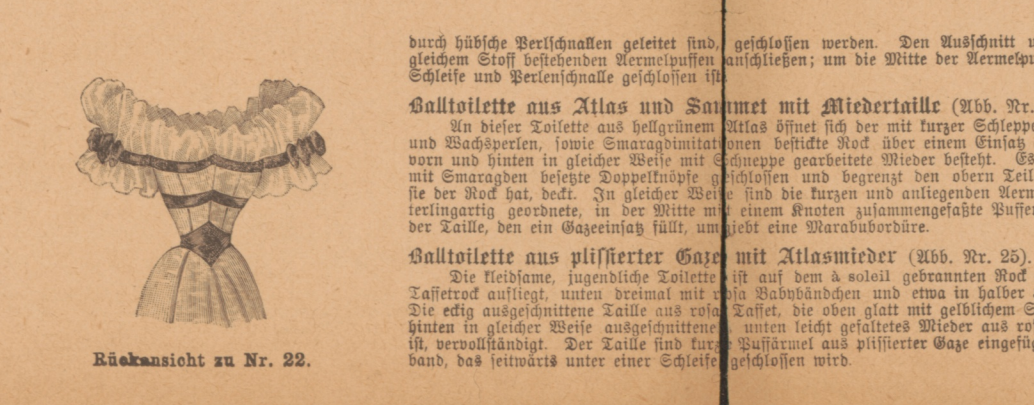 durch hübsche Perlschnallen geleitet sind, geschlossen werden. Den Ausschnitt
gleichem Stoff bestehenden Aermelpuffen anschließen; um die Mitte der
Schleife und Perlenschnalle geschlossen ist.
Balltoilette aus Atlas und Sammet mit Miedertaille (Abb. Nr.
An dieser Toilette aus hellgrünem Atlas öffnet sich der mit kurzer
und Wachsperlen, sowie Smaragdimitationen bestickte Rock über einem Einsatz
vorn und hinten in gleicher Weise mit Schneppe gearbeitete Mieder besteht.
mit Smaragden besetzte Doppelknöpfe geschlossen und begrenzt den obern Teil
sie der Rock hat, deckt. In gleicher Weise sind die kurzen und anliegenden
terlingartig geordnete, in der Mitte mit einem Knoten zusammengefaßte
der Taille, den ein Gazeeinsatz füllt, umgiebt eine Marabubordüre.
Balltoilette aus plissierter Gaze mit Atlasmieder (Abb. Nr. 25).
Die kleidsame, jugendliche Toilette ist auf dem à soleil gebrannten Rock
Taffetrock aufliegt, unten dreimal mit rosa Babybändchen und etwa in halber
Die eckig ausgeschnittene Taille aus rosa Taffet, die oben glatt mit gelblichem
hinten in gleicher Weise ausgeschnittene unten leicht gefaltetes Mieder aus
ist, vervollständigt. Der Taille sind kurze Puffärmel aus plissierter Gaze
band, das seitwärts unter einer Schleife geschlossen wird.
Rückansicht zu Nr. 22.